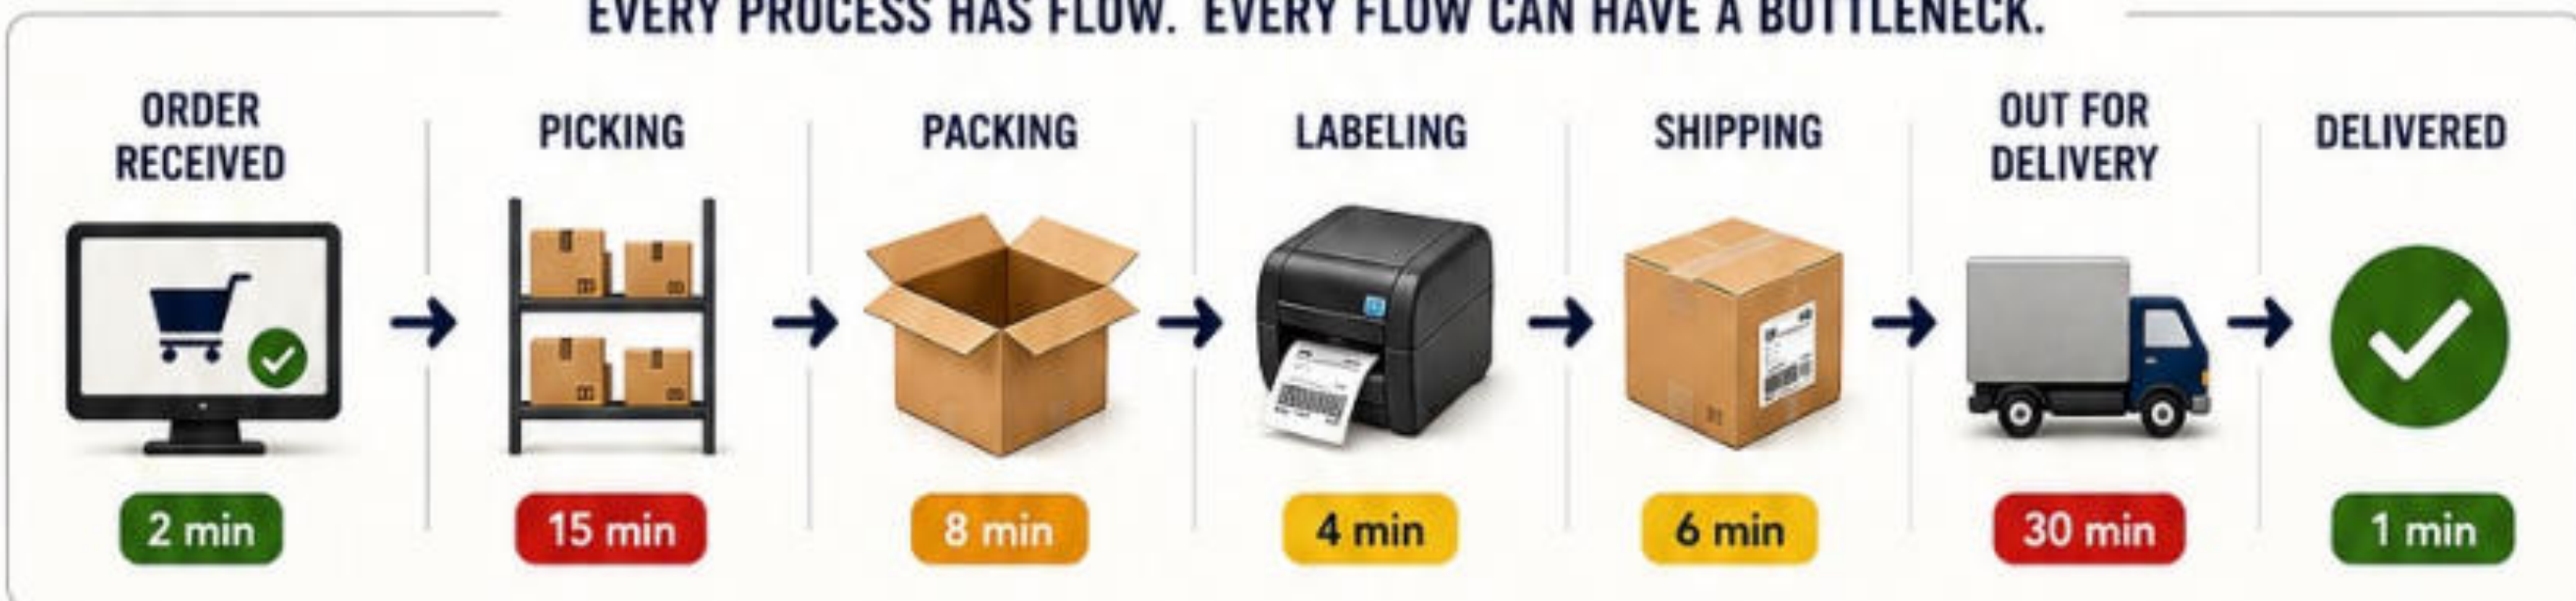 EVERY PROCESS HAS FLOW. EVERY FLOW CAN HAVE A BOTTLENECK.
ORDER
RECEIVED
PICKING
PACKING
LABELING
SHIPPING
OUT FOR
DELIVERY
DELIVERED
2 min
15 min
8 min
4 min
6 min
30 min
1 min